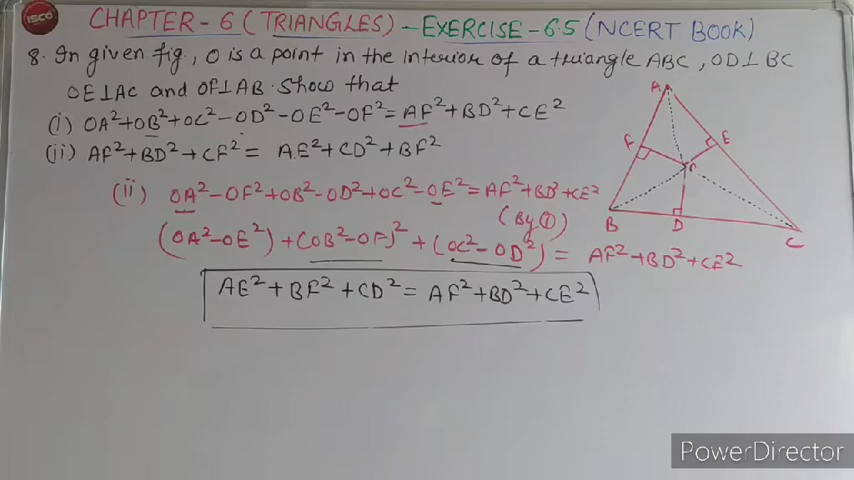 ISCO
CHAPTER-6 (TRIANGLES) - EXERCISE-6.5 (NCERT BOOK)
8. In given fig, O is a point in the interior of a triangle ABC, OD⊥BC
OE⊥AC and OF⊥AB. Show that
(i) OA²+OB²+OC²-OD²-OE²-OF²=AF²+BD²+CE²
(ii) AF²+BD²+CF²= AE²+CD²+BF²
(ii) OA²-OF²+OB²-OD²+OC²-OE²=AF²+BD²+CE²
(By ①)
(OA²-OE²)+(OB²-OF)²+(OC²-OD²)= AF²+BD²+CE²
AE²+BF²+CD²=AF²+BD²+CE²
A
F
E
B
D
C
PowerDirector